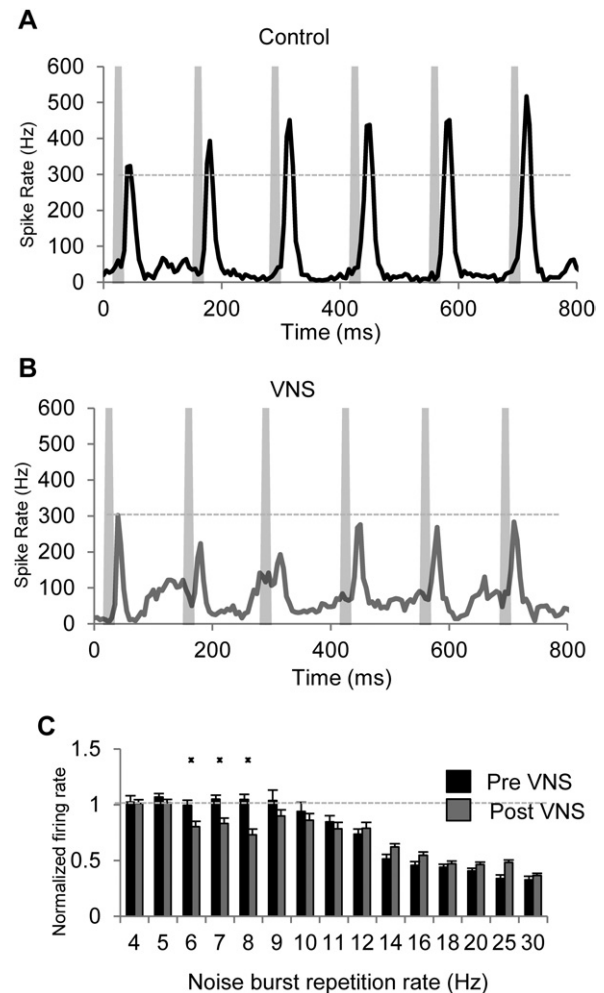 A
Control
600
500
400
300
200
100
0
Spike Rate (Hz)
0 200 400 600 800
Time (ms)
B
VNS
600
500
400
300
200
100
0
Spike Rate (Hz)
0 200 400 600 800
Time (ms)
C
1.5
1
0.5
0
Normalized firing rate
× × ×
Pre VNS
Post VNS
4 5 6 7 8 9 10 11 12 14 16 18 20 25 30
Noise burst repetition rate (Hz)